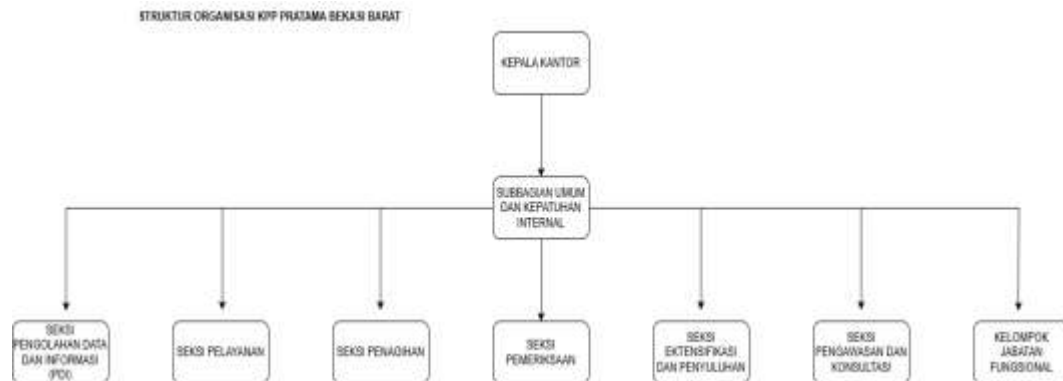 STRUKTUR ORGANISASI KPP PRATAMA BEKASI BARAT
KEPALA KANTOR
SUBBAGIAN UMUM
DAN KEPATUHAN
INTERNAL
SEKSI
PENGOLAHAN DATA
DAN INFORMASI
(PDI)
SEKSI PELAYANAN
SEKSI PENAGIHAN
SEKSI
PEMERIKSAAN
SEKSI
EKTENSIFIKASI
DAN PENYULUHAN
SEKSI
PENGAWASAN DAN
KONSULTASI
KELOMPOK
JABATAN
FUNGSIONAL